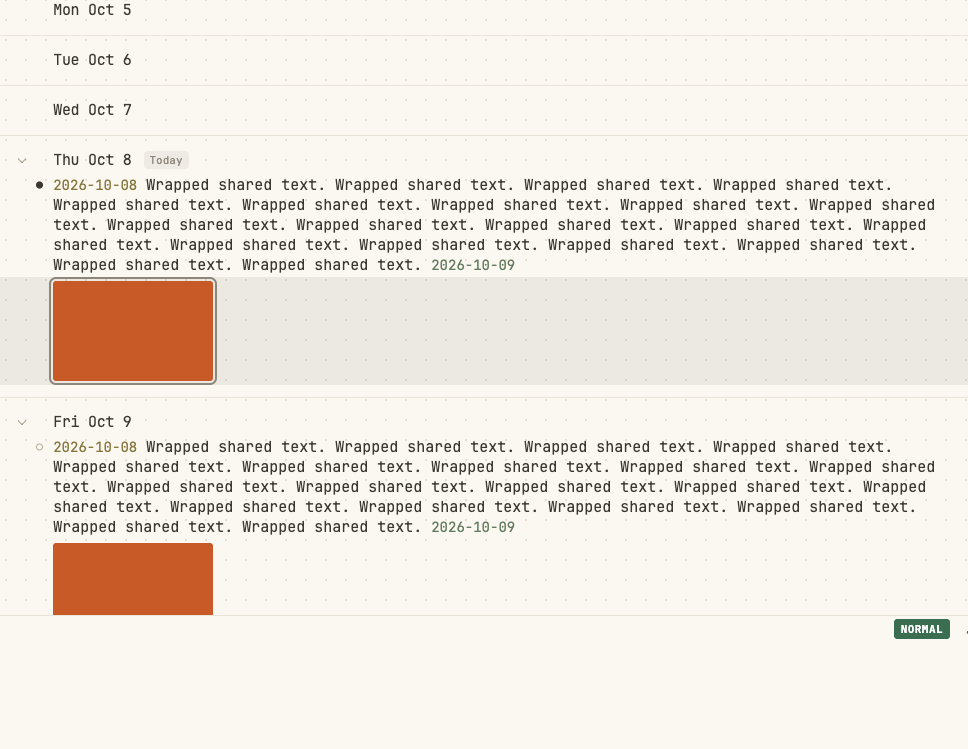 Mon Oct 5
Tue Oct 6
Wed Oct 7
Thu Oct 8 Today
2026-10-08 Wrapped shared text. Wrapped shared text. Wrapped shared text. Wrapped shared text.
Wrapped shared text. Wrapped shared text. Wrapped shared text. Wrapped shared text. Wrapped shared
text. Wrapped shared text. Wrapped shared text. Wrapped shared text. Wrapped shared text. Wrapped
shared text. Wrapped shared text. Wrapped shared text. Wrapped shared text. Wrapped shared text.
Wrapped shared text. Wrapped shared text. 2026-10-09
Fri Oct 9
2026-10-08 Wrapped shared text. Wrapped shared text. Wrapped shared text. Wrapped shared text.
Wrapped shared text. Wrapped shared text. Wrapped shared text. Wrapped shared text. Wrapped shared
text. Wrapped shared text. Wrapped shared text. Wrapped shared text. Wrapped shared text. Wrapped
shared text. Wrapped shared text. Wrapped shared text. Wrapped shared text. Wrapped shared text.
Wrapped shared text. Wrapped shared text. 2026-10-09
NORMAL